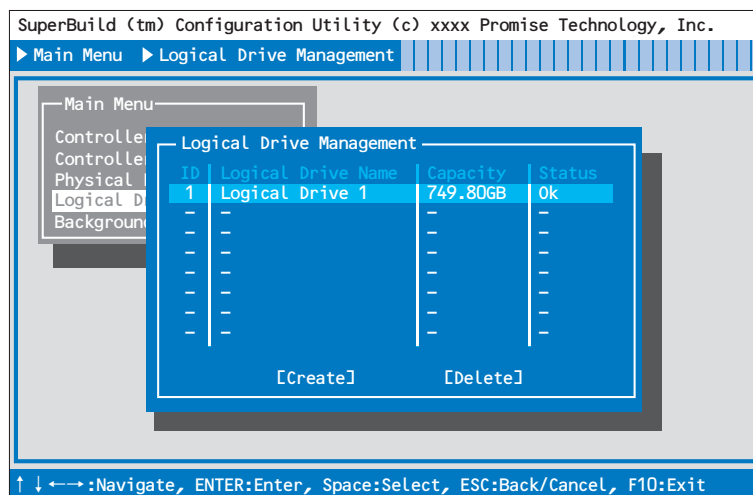 SuperBuild (tm) Configuration Utility (c) xxxx Promise Technology, Inc.
▶ Main Menu ▶ Logical Drive Management
Main Menu
Controlle
Controlle
Physical
Logical D
Backgroun
Logical Drive Management
ID Logical Drive Name Capacity Status
1 Logical Drive 1 749.80GB Ok
– – – –
– – – –
– – – –
– – – –
– – – –
– – – –
– – – –
[Create] [Delete]
↑ ↓ ←→ :Navigate, ENTER:Enter, Space:Select, ESC:Back/Cancel, F10:Exit